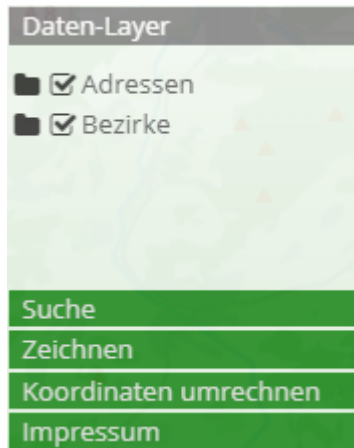 Daten-Layer
Adressen
Bezirke
Suche
Zeichnen
Koordinaten umrechnen
Impressum